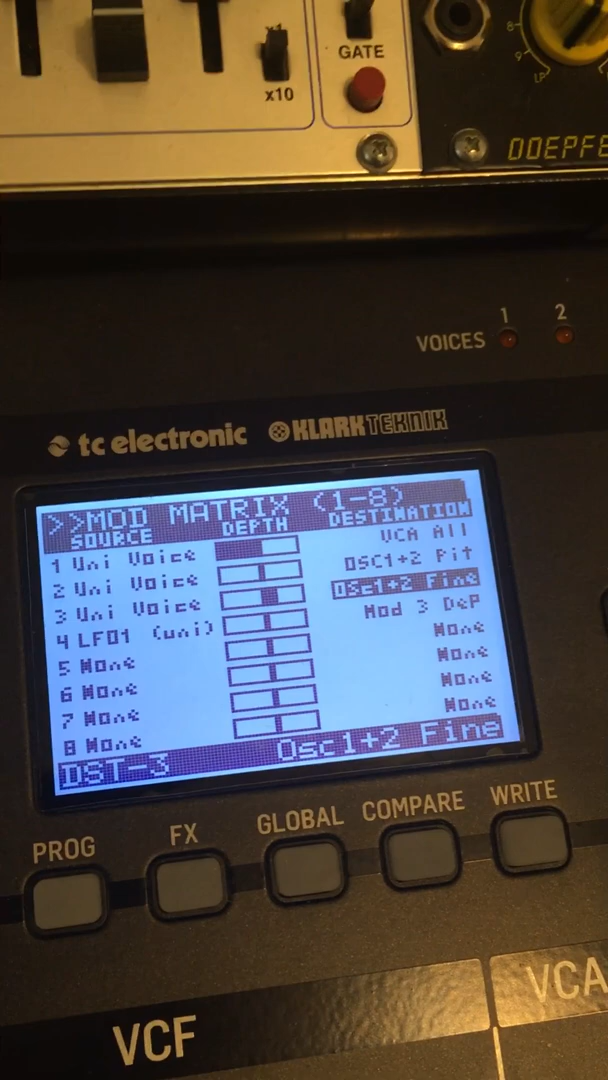 x1
x10
GATE
8
9
LP
DOEPFE
1 2
VOICES
tc electronic KLARK TEKNIK
>>MOD MATRIX (1-8)
SOURCE DEPTH DESTINATION
1 Uni Voice VCA All
2 Uni Voice OSC1+2 Pit
3 Uni Voice Osc1+2 Fine
4 LFO1 (uni) Mod 3 Dep
5 None None
6 None None
7 None None
8 None None
DST-3 Osc1+2 Fine
PROG FX GLOBAL COMPARE WRITE
VCF VCA